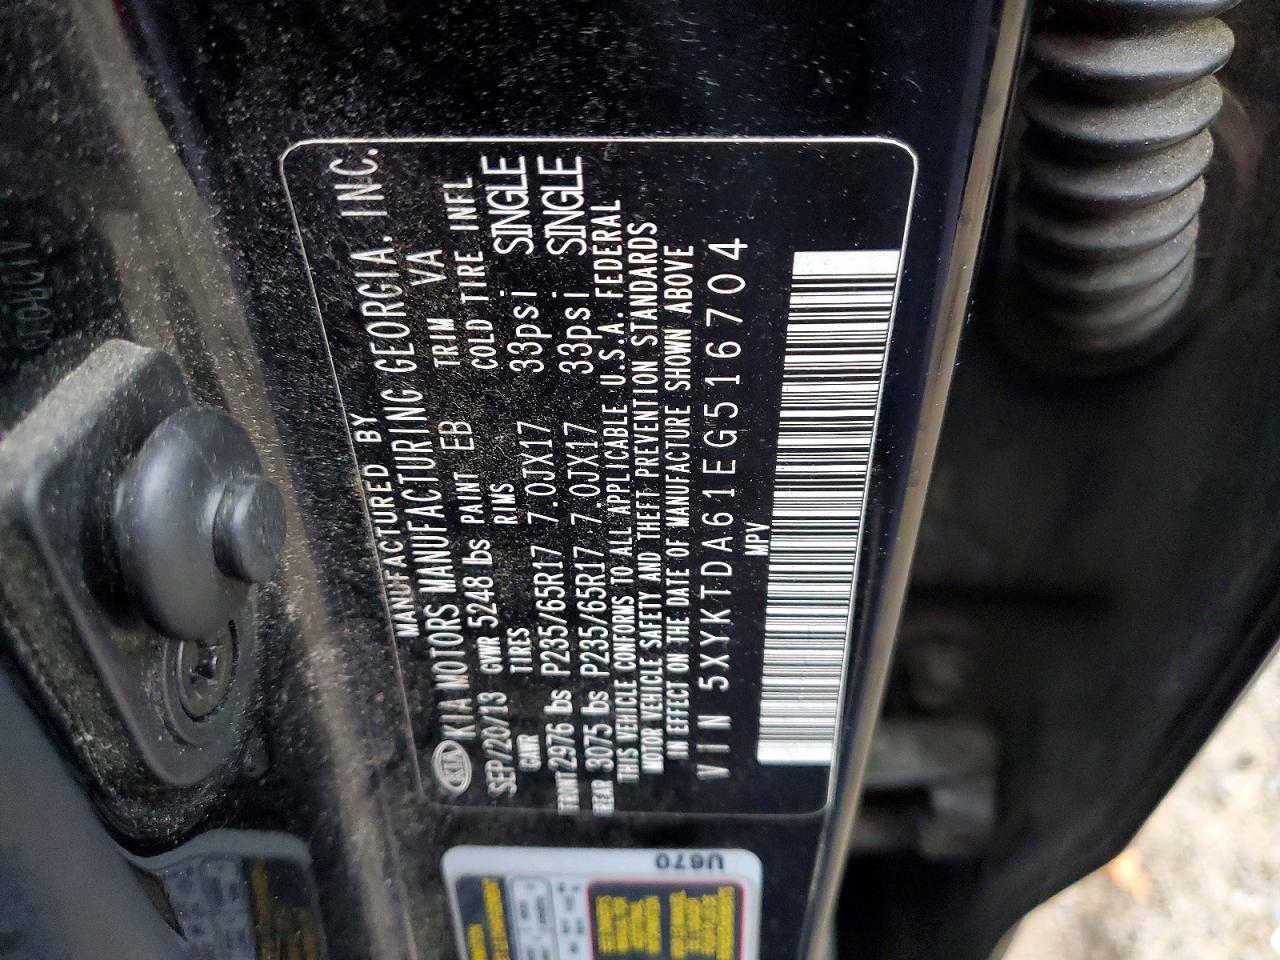 MANUFACTURED BY
KIA KIA MOTORS MANUFACTURING GEORGIA. INC.
SEP/20/13 GVWR 5248 lbs PAINT EB TRIM VA
GAWR TIRES RIMS COLD TIRE INFL
FRONT 2976 lbs P235/65R17 7.0JX17 33psi SINGLE
REAR 3075 lbs P235/65R17 7.0JX17 33psi SINGLE
THIS VEHICLE CONFORMS TO ALL APPLICABLE U.S.A. FEDERAL
MOTOR VEHICLE SAFETY AND THEFT PREVENTION STANDARDS
IN EFFECT ON THE DATE OF MANUFACTURE SHOWN ABOVE
VIN 5XYKTDA61EG516704
MPV
U670